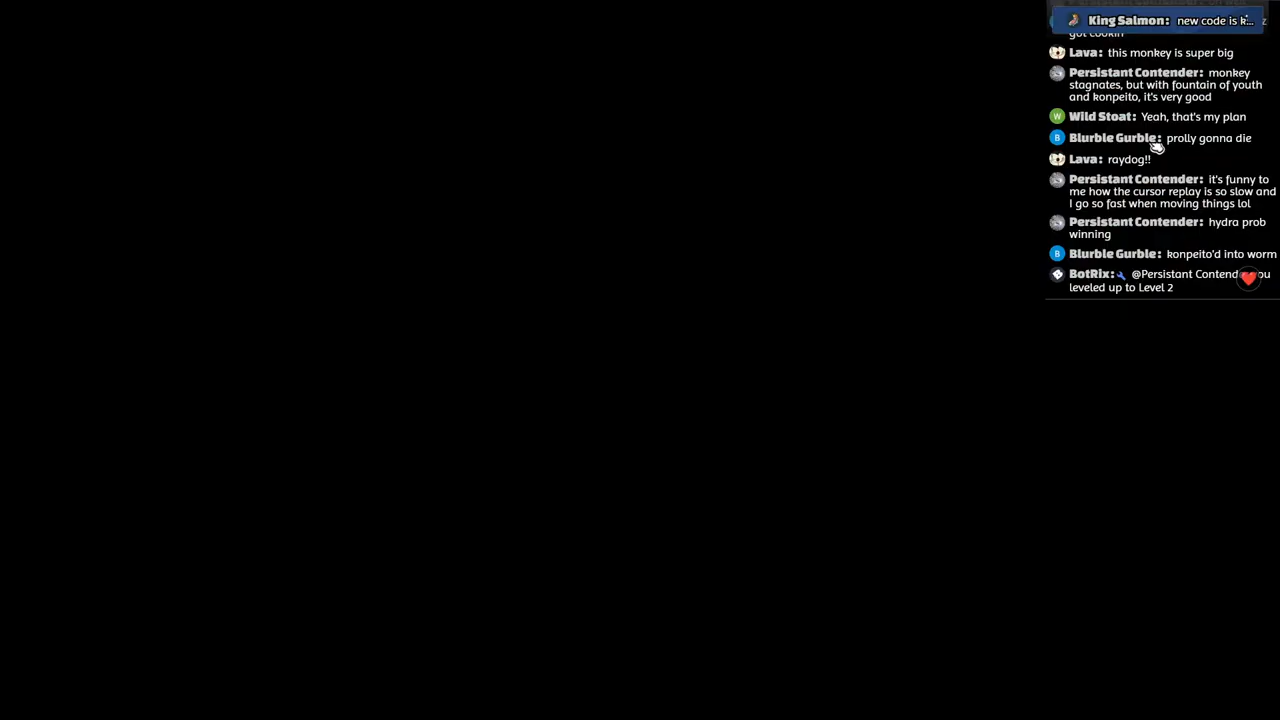 King Salmon: new code is k...
got cookin
Lava: this monkey is super big
Persistant Contender: monkey
stagnates, but with fountain of youth
and konpeito, it's very good
Wild Stoat: Yeah, that's my plan
Blurble Gurble: prolly gonna die
Lava: raydog!!
Persistant Contender: it's funny to
me how the cursor replay is so slow and
I go so fast when moving things lol
Persistant Contender: hydra prob
winning
Blurble Gurble: konpeito'd into worm
BotRix: @Persistant Contender you
leveled up to Level 2